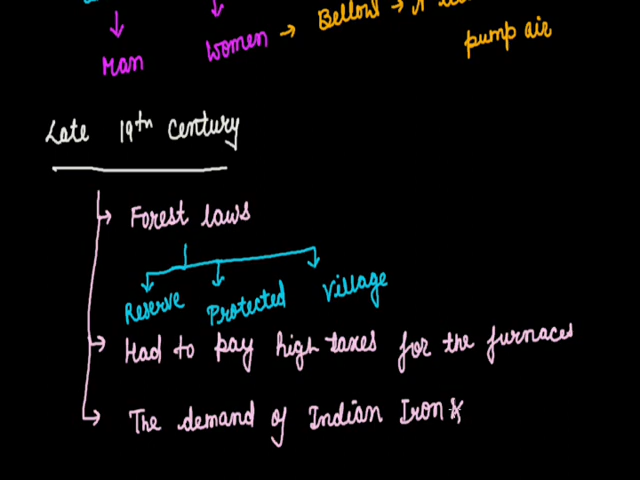 Bellow → A
Man
Women →
pump air
Late 19th century
→ Forest laws
Reserve Protected Village
→ Had to pay high taxes for the furnaces
→ The demand of Indian Iron